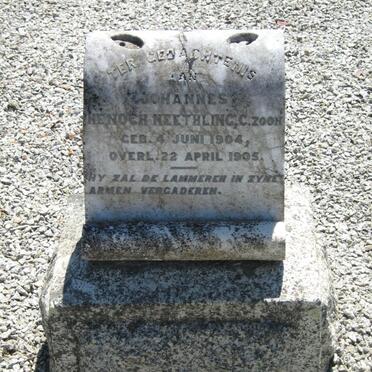 TER GEDACHTENIS
VAN
JOHANNES
HENOCH NEETHLING, C. ZOON
GEB. 4 JUNI 1904,
OVERL. 22 APRIL 1905.
HY ZAL DE LAMMEREN IN ZYNE
ARMEN VERGADEREN.